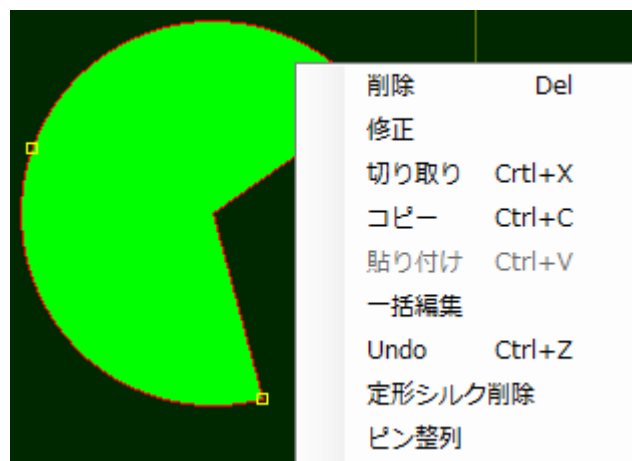 削除 Del
修正
切り取り Crtl+X
コピー Ctrl+C
貼り付け Ctrl+V
一括編集
Undo Ctrl+Z
定形シルク削除
ピン整列